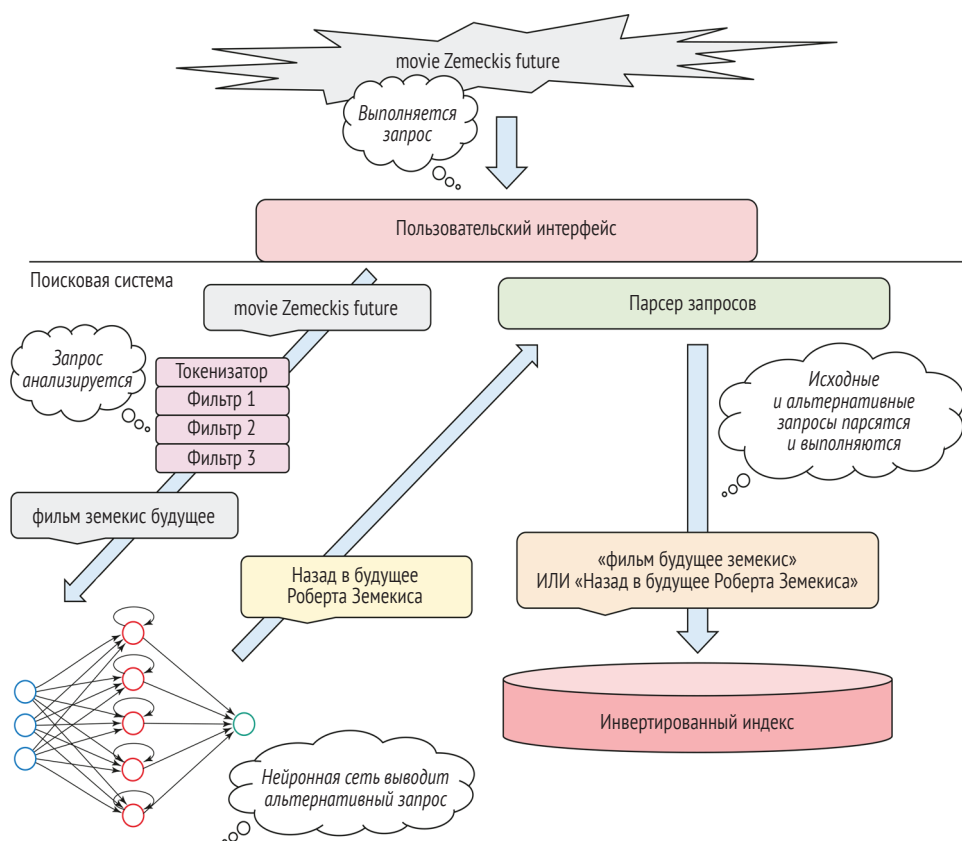 movie Zemeckis future
Выполняется
запрос
Пользовательский интерфейс
Поисковая система
movie Zemeckis future
Парсер запросов
Запрос
анализируется
Токенизатор
Фильтр 1
Фильтр 2
Фильтр 3
Исходные
и альтернативные
запросы парсятся
и выполняются
фильм земекис будущее
Назад в будущее
Роберта Земекиса
«фильм будущее земекис»
ИЛИ «Назад в будущее Роберта Земекиса»
Инвертированный индекс
Нейронная сеть выводит
альтернативный запрос